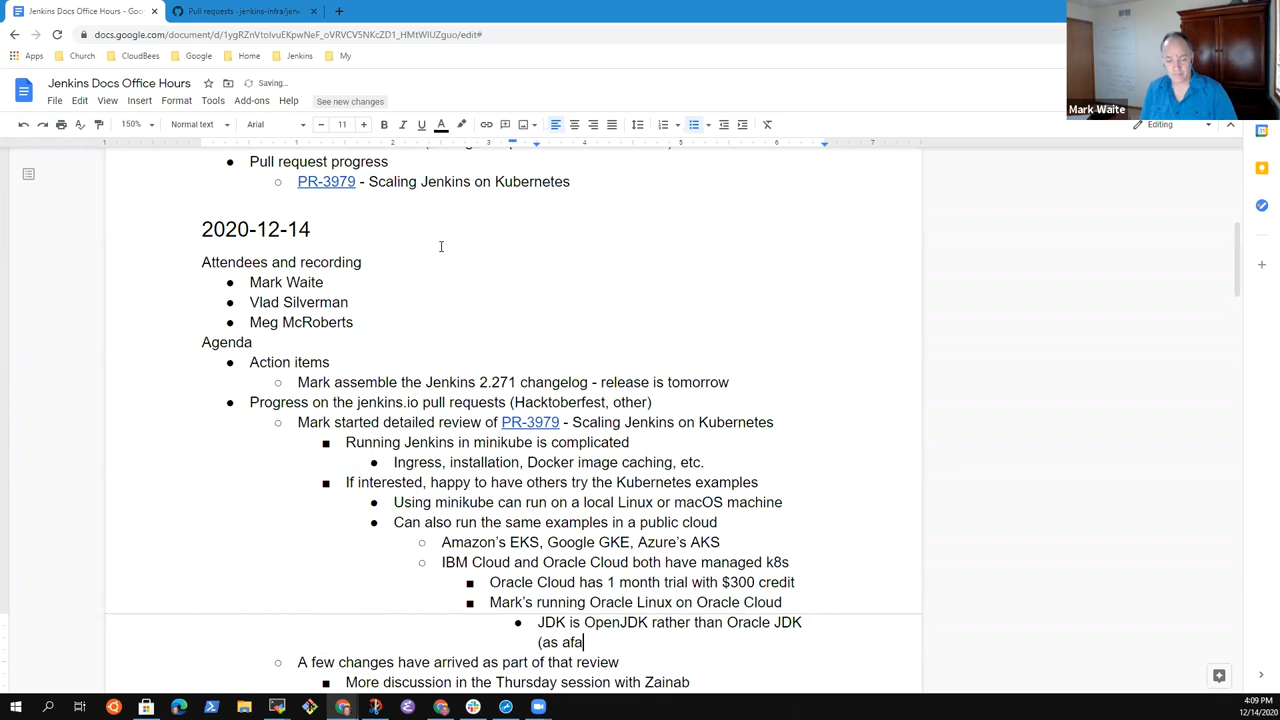 Jenkins Docs Office Hours - Goo
Pull requests · jenkins-infra/jen
docs.google.com/document/d/1ygRZnVtoIvuEKpwNeF_oVRVCV5NKcZD1_HMtWIUZguo/edit#
Apps
Church
CloudBees
Google
Home
Jenkins
My
Mark Waite
Jenkins Docs Office Hours
Saving...
File Edit View Insert Format Tools Add-ons Help
See new changes
150%
Normal text
Arial
11
Editing
1 1 2 3 4 5 6 7
Pull request progress
PR-3979 - Scaling Jenkins on Kubernetes
2020-12-14
Attendees and recording
Mark Waite
Vlad Silverman
Meg McRoberts
Agenda
Action items
Mark assemble the Jenkins 2.271 changelog - release is tomorrow
Progress on the jenkins.io pull requests (Hacktoberfest, other)
Mark started detailed review of PR-3979 - Scaling Jenkins on Kubernetes
Running Jenkins in minikube is complicated
Ingress, installation, Docker image caching, etc.
If interested, happy to have others try the Kubernetes examples
Using minikube can run on a local Linux or macOS machine
Can also run the same examples in a public cloud
Amazon's EKS, Google GKE, Azure's AKS
IBM Cloud and Oracle Cloud both have managed k8s
Oracle Cloud has 1 month trial with $300 credit
Mark's running Oracle Linux on Oracle Cloud
JDK is OpenJDK rather than Oracle JDK
(as afa
A few changes have arrived as part of that review
More discussion in the Thursday session with Zainab
4:09 PM
12/14/2020